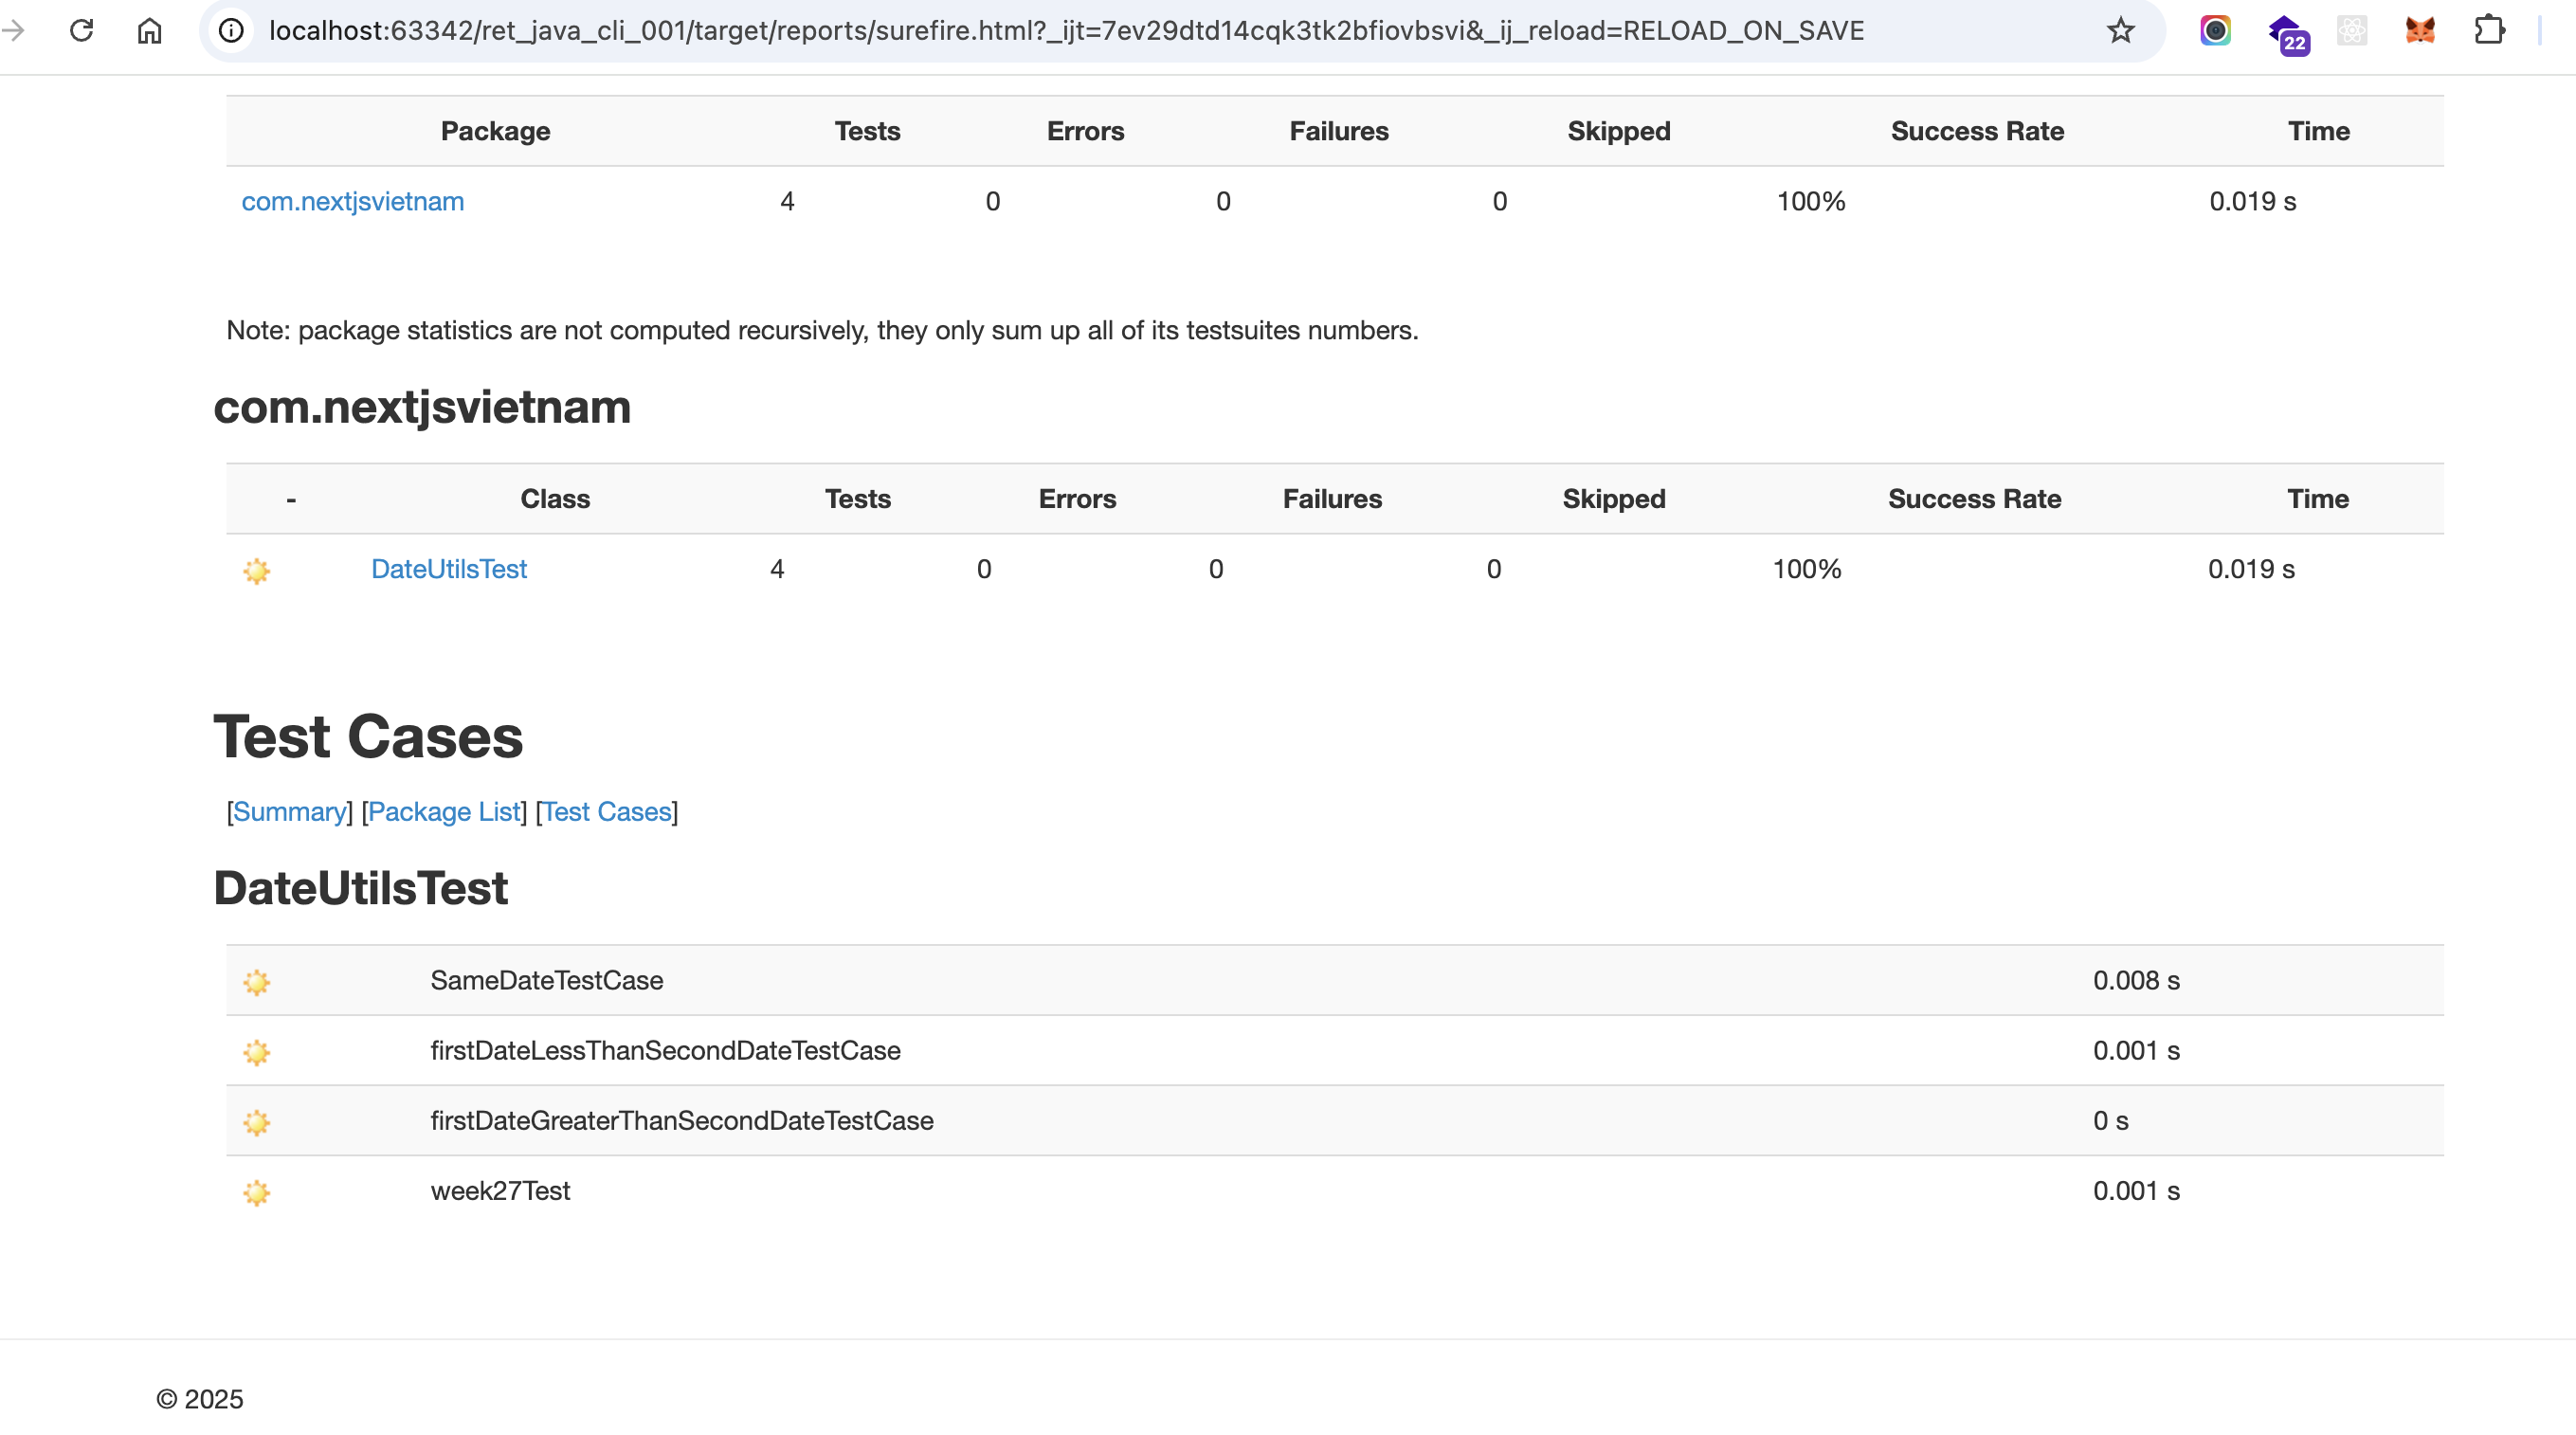 localhost:63342/ret_java_cli_001/target/reports/surefire.html?_ijt=7ev29dtd14cqk3tk2bfiovbsvi&_ij_reload=RELOAD_ON_SAVE
22
Package Tests Errors Failures Skipped Success Rate Time
com.nextjsvietnam 4 0 0 0 100% 0.019 s
Note: package statistics are not computed recursively, they only sum up all of its testsuites numbers.
com.nextjsvietnam
- Class Tests Errors Failures Skipped Success Rate Time
DateUtilsTest 4 0 0 0 100% 0.019 s
Test Cases
[Summary] [Package List] [Test Cases]
DateUtilsTest
SameDateTestCase 0.008 s
firstDateLessThanSecondDateTestCase 0.001 s
firstDateGreaterThanSecondDateTestCase 0 s
week27Test 0.001 s
© 2025